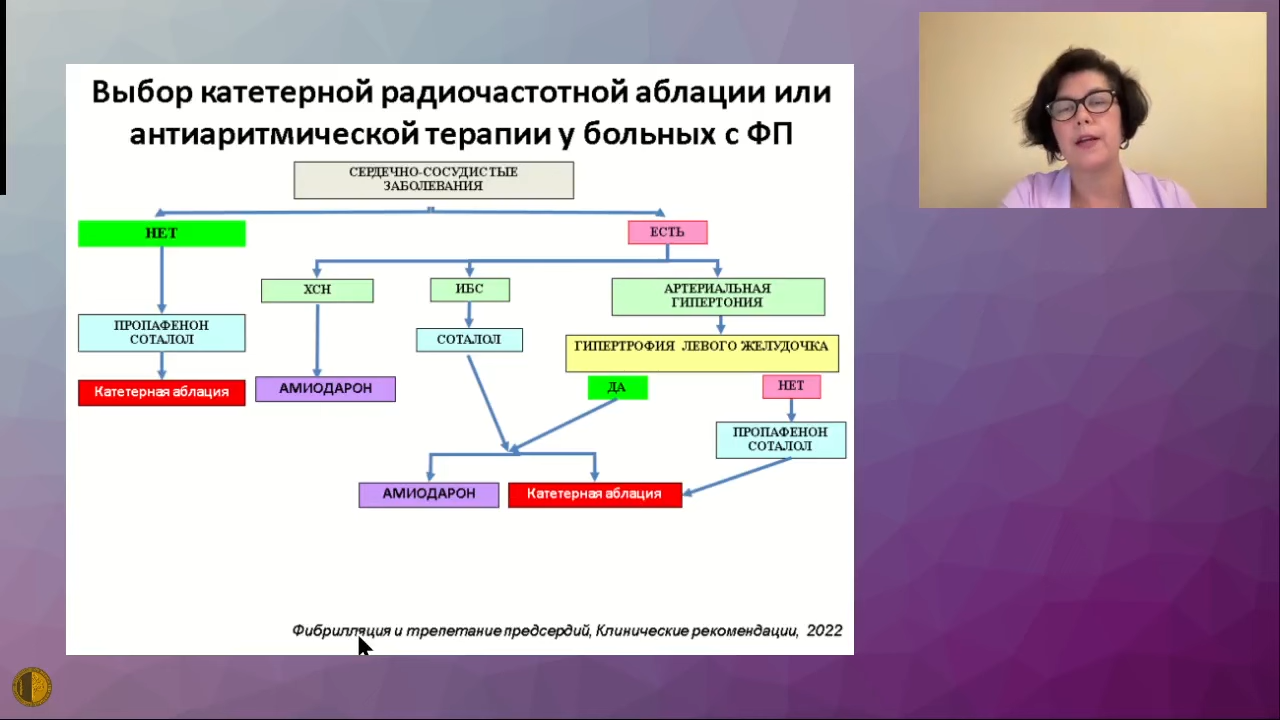 Выбор катетерной радиочастотной аблации или
антиаритмической терапии у больных с ФП
СЕРДЕЧНО-СОСУДИСТЫЕ
ЗАБОЛЕВАНИЯ
НЕТ
ЕСТЬ
ХСН
ИБС
АРТЕРИАЛЬНАЯ
ГИПЕРТОНИЯ
ПРОПАФЕНОН
СОТАЛОЛ
СОТАЛОЛ
ГИПЕРТРОФИЯ ЛЕВОГО ЖЕЛУДОЧКА
Катетерная аблация
АМИОДАРОН
ДА
НЕТ
ПРОПАФЕНОН
СОТАЛОЛ
АМИОДАРОН
Катетерная аблация
Фибрилляция и трепетание предсердий, Клинические рекомендации, 2022